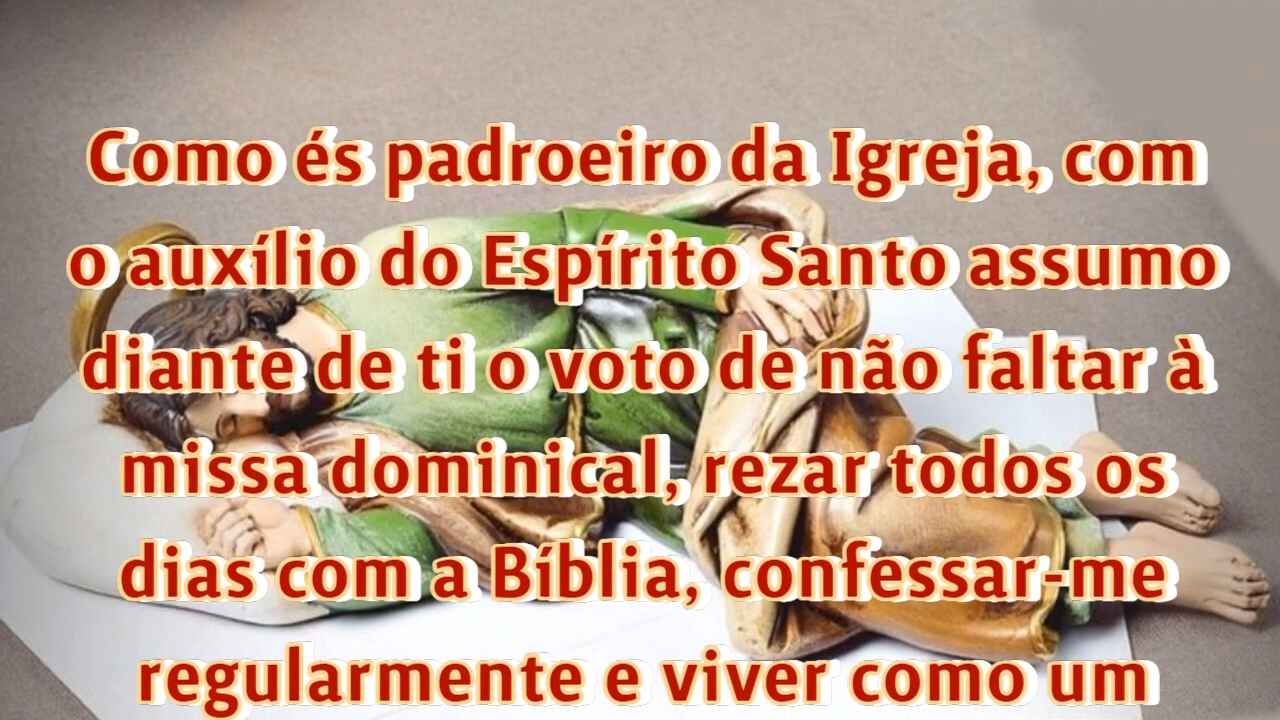 Como és padroeiro da Igreja, com
o auxílio do Espírito Santo assumo
diante de ti o voto de não faltar à
missa dominical, rezar todos os
dias com a Bíblia, confessar-me
regularmente e viver como um